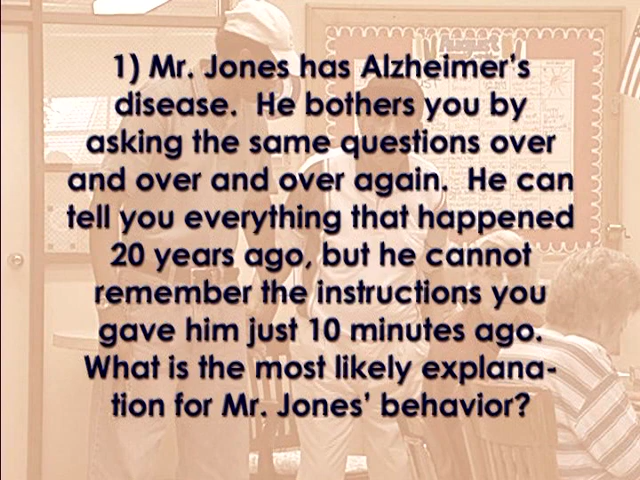 August
1) Mr. Jones has Alzheimer's
disease.  He bothers you by
asking the same questions over
and over and over again.  He can
tell you everything that happened
20 years ago, but he cannot
remember the instructions you
gave him just 10 minutes ago.
What is the most likely explana-
tion for Mr. Jones' behavior?